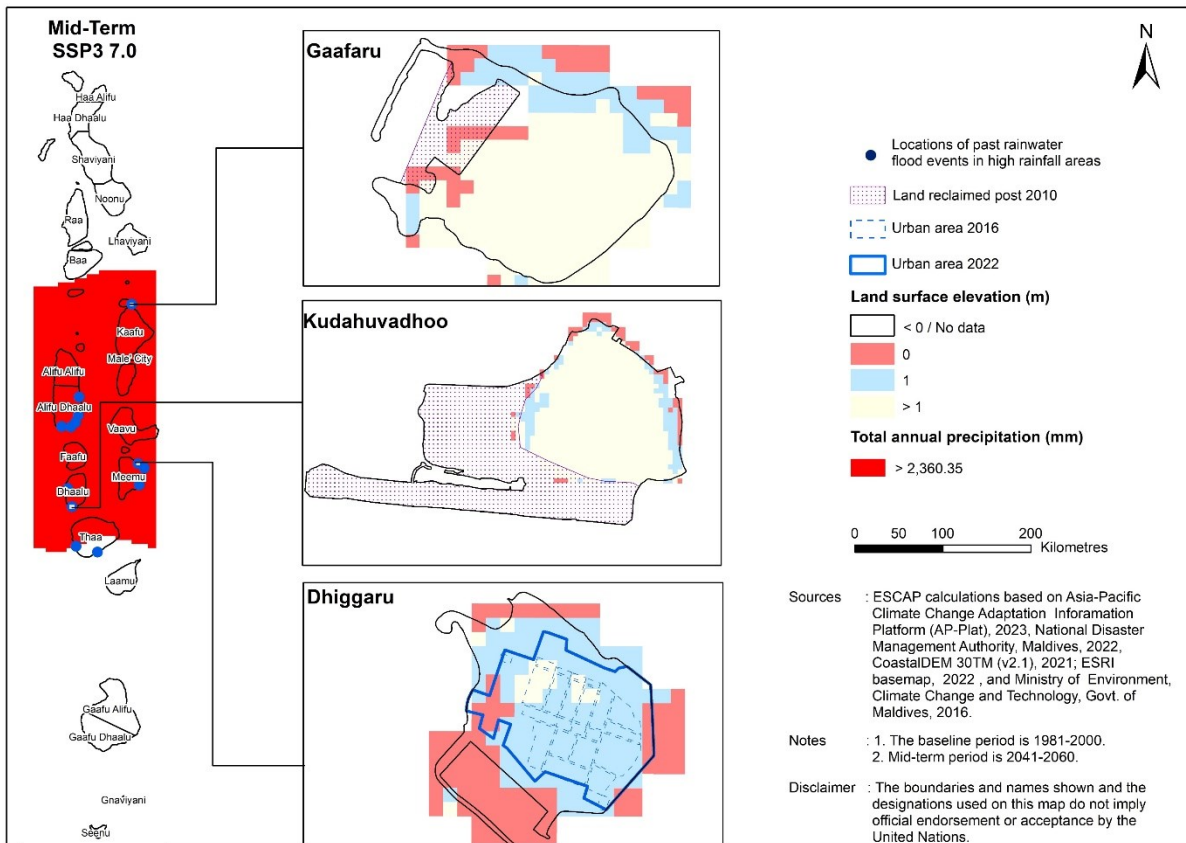 Mid-Term
SSP3 7.0
Haa Alifu
Haa Dhaalu
Shaviyani
Noonu
Raa
Lhaviyani
Baa
Kaafu
Male' City
Alifu Alifu
Alifu Dhaalu
Vaavu
Faafu
Meemu
Dhaalu
Thaa
Laamu
Gaafu Alifu
Gaafu Dhaalu
Gnaviyani
Seenu
Gaafaru
Kudahuvadhoo
Dhiggaru
N
Locations of past rainwater
flood events in high rainfall areas
Land reclaimed post 2010
Urban area 2016
Urban area 2022
Land surface elevation (m)
< 0 / No data
0
1
> 1
Total annual precipitation (mm)
> 2,360.35
0 50 100 200
Kilometres
Sources : ESCAP calculations based on Asia-Pacific
Climate Change Adaptation Inforamation
Platform (AP-Plat), 2023, National Disaster
Management Authority, Maldives, 2022,
CoastalDEM 30TM (v2.1), 2021; ESRI
basemap, 2022 , and Ministry of Environment,
Climate Change and Technology, Govt. of
Maldives, 2016.
Notes : 1. The baseline period is 1981-2000.
2. Mid-term period is 2041-2060.
Disclaimer : The boundaries and names shown and the
designations used on this map do not imply
official endorsement or acceptance by the
United Nations.